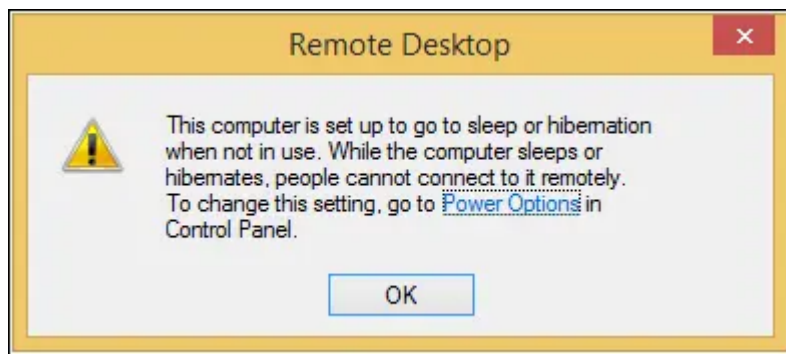 Remote Desktop
This computer is set up to go to sleep or hibernation
when not in use. While the computer sleeps or
hibernates, people cannot connect to it remotely.
To change this setting, go to Power Options in
Control Panel.
OK